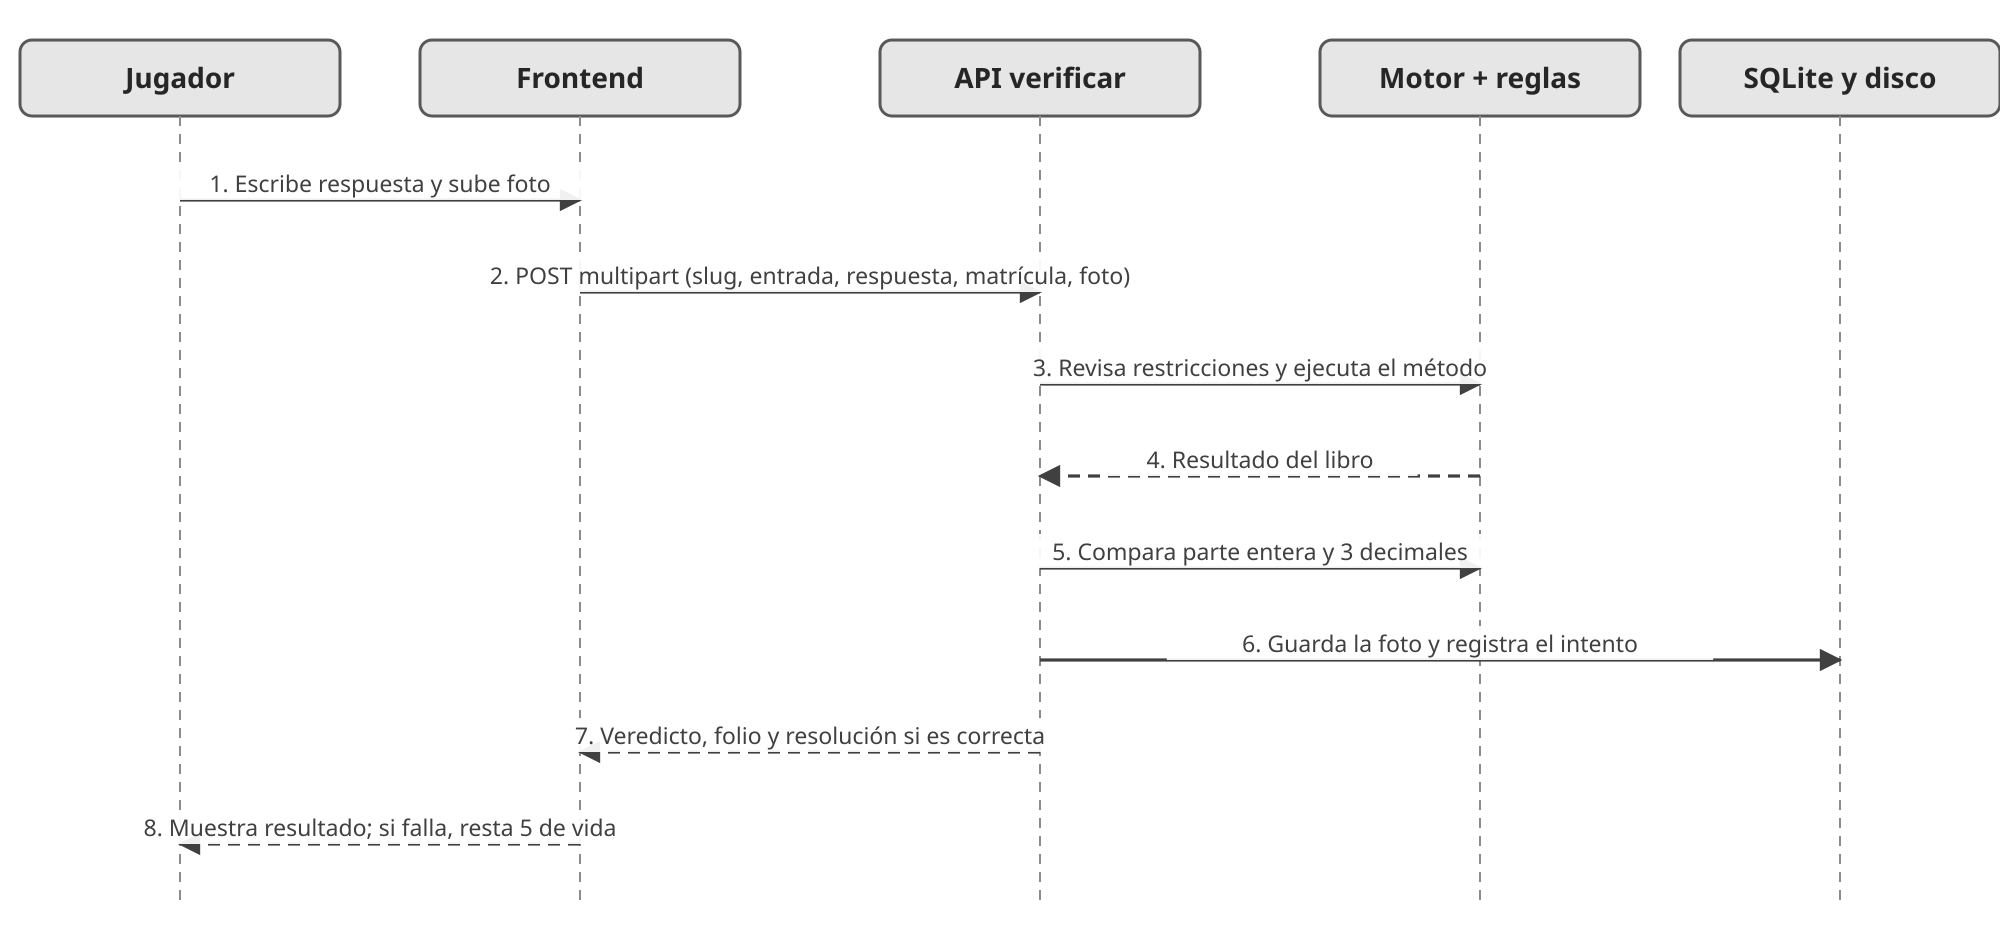 Jugador
Frontend
API verificar
Motor + reglas
SQLite y disco
1. Escribe respuesta y sube foto
2. POST multipart (slug, entrada, respuesta, matrícula, foto)
3. Revisa restricciones y ejecuta el método
4. Resultado del libro
5. Compara parte entera y 3 decimales
6. Guarda la foto y registra el intento
7. Veredicto, folio y resolución si es correcta
8. Muestra resultado; si falla, resta 5 de vida